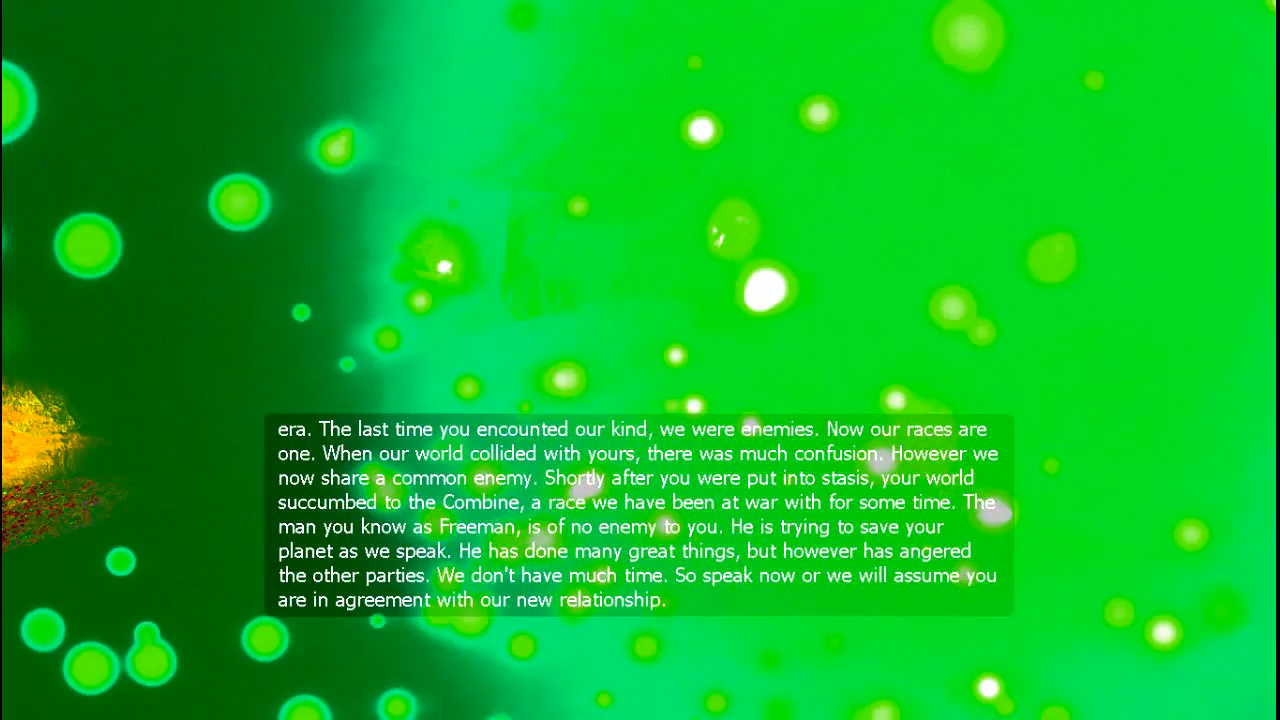 era. The last time you encounted our kind, we were enemies. Now our races are
one. When our world collided with yours, there was much confusion. However we
now share a common enemy. Shortly after you were put into stasis, your world
succumbed to the Combine, a race we have been at war with for some time. The
man you know as Freeman, is of no enemy to you. He is trying to save your
planet as we speak. He has done many great things, but however has angered
the other parties. We don't have much time. So speak now or we will assume you
are in agreement with our new relationship.